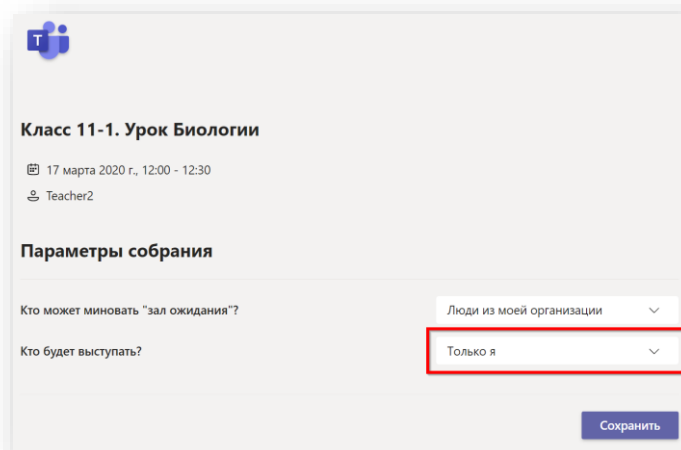 T
Класс 11-1. Урок Биологии
17 марта 2020 г., 12:00 - 12:30
Teacher2
Параметры собрания
Кто может миновать "зал ожидания"?
Люди из моей организации
Кто будет выступать?
Только я
Сохранить